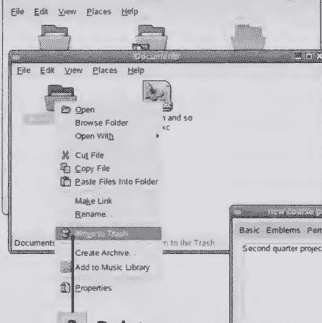 File Edit View Places Help
Documents
File Edit View Places Help
Open
Browse Folder
Open With
and so
Cut File
Copy File
Paste Files Into Folder
Make Link
Rename...
Move to Trash
Documents
to the Trash
Create Archive...
Add to Music Library
Properties
Basic Emblems Per
Second quarter projec